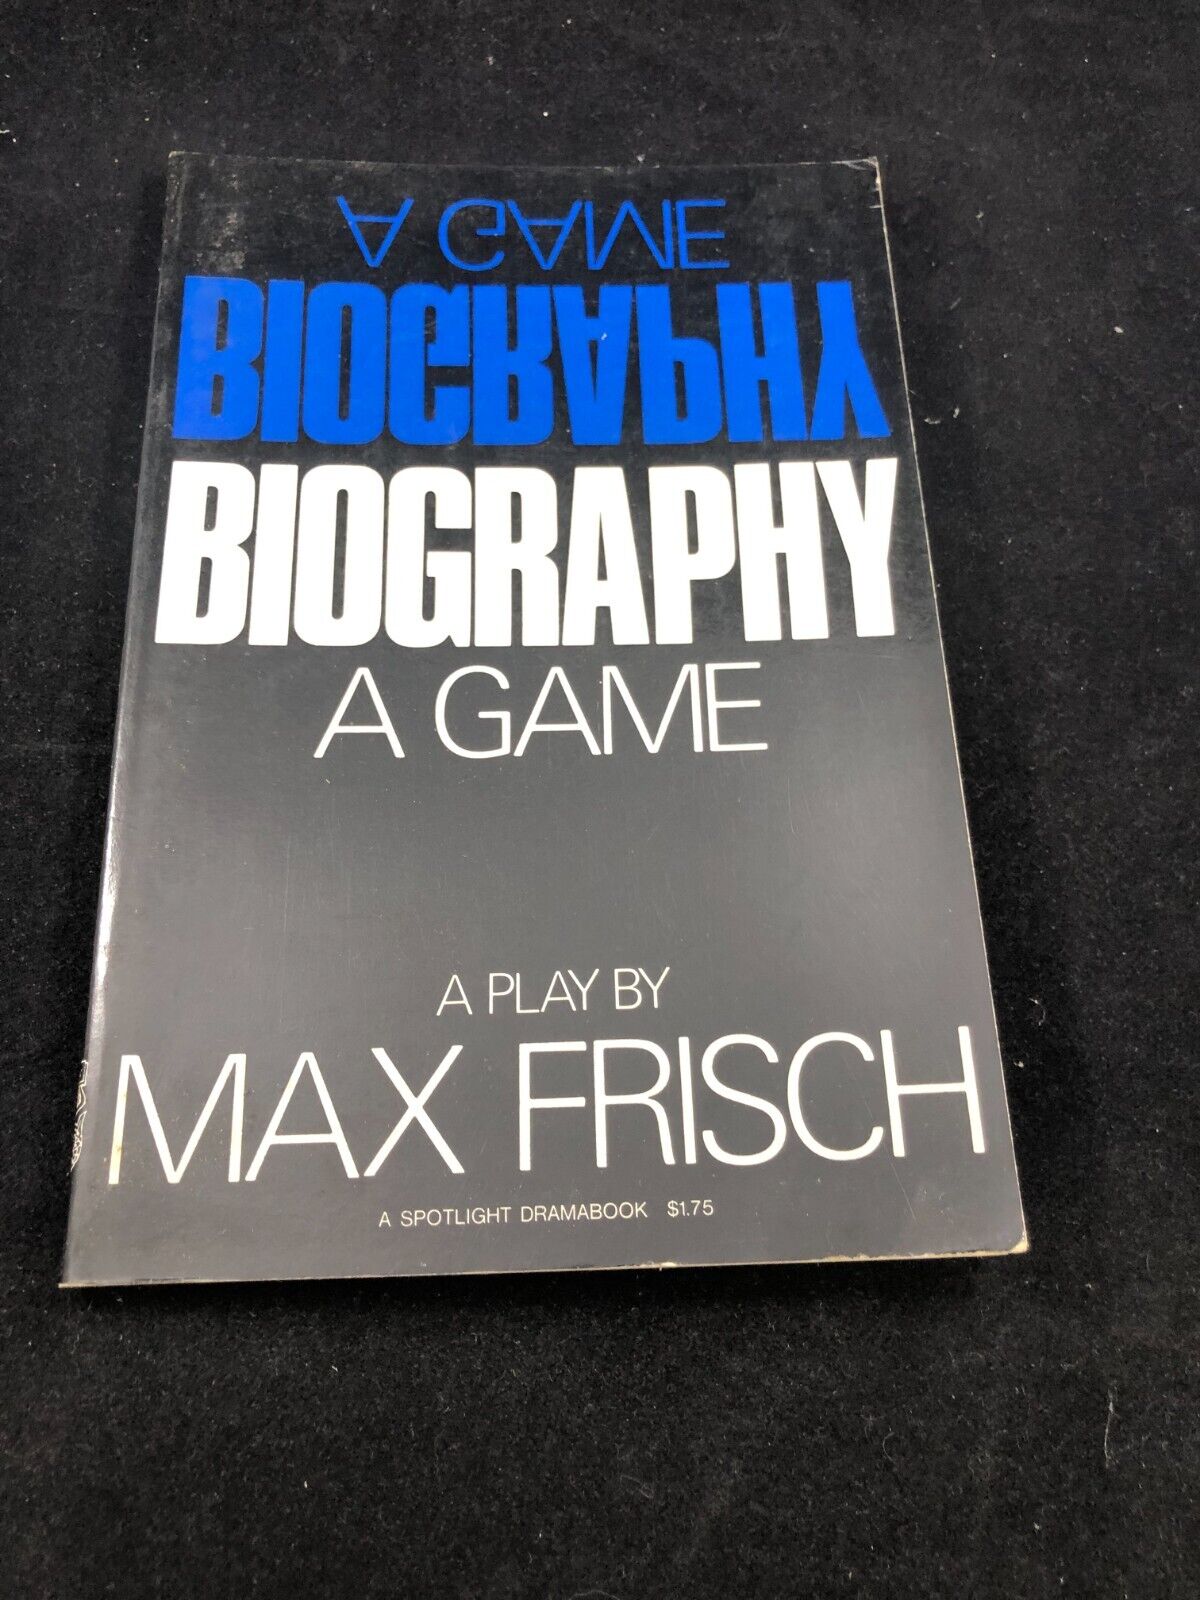 A GAME
BIOGRAPHY
BIOGRAPHY
A GAME
A PLAY BY
MAX FRISCH
A SPOTLIGHT DRAMABOOK $1.75